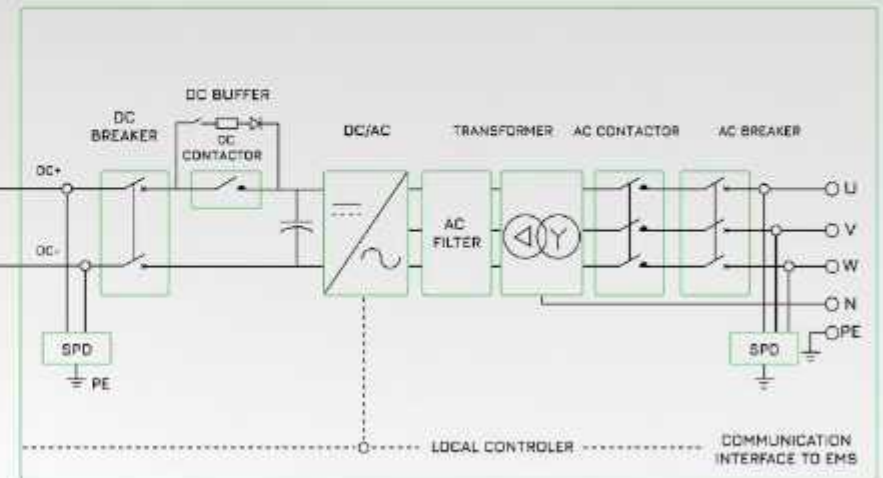 DC BUFFER
DC
BREAKER
DC
CONTACTOR
DC/AC
TRANSFORMER
AC CONTACTOR
AC BREAKER
DC+
DC-
AC
FILTER
U
V
W
N
PE
SPD
PE
SPD
LOCAL CONTROLER
COMMUNICATION
INTERFACE TO EMS